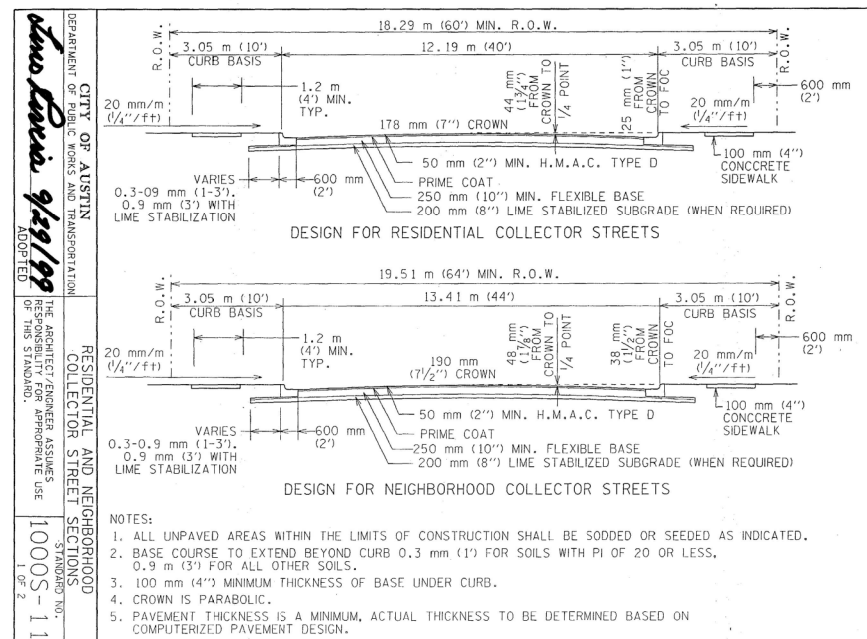 18.29 m (60') MIN. R.O.W.
R.O.W.
3.05 m (10')
CURB BASIS
12.19 m (40')
3.05 m (10')
CURB BASIS
R.O.W.
20 mm/m
(1/4"/ft)
1.2 m
(4') MIN.
TYP.
44 mm
(1 3/4")
FROM
CROWN TO
1/4 POINT
25 mm (1")
FROM
CROWN
TO FOC
20 mm/m
(1/4"/ft)
600 mm
(2')
178 mm (7") CROWN
50 mm (2") MIN. H.M.A.C. TYPE D
PRIME COAT
250 mm (10") MIN. FLEXIBLE BASE
200 mm (8") LIME STABILIZED SUBGRADE (WHEN REQUIRED)
100 mm (4")
CONCCRETE
SIDEWALK
VARIES
0.3-09 mm (1-3').
0.9 mm (3') WITH
LIME STABILIZATION
600 mm
(2')
DESIGN FOR RESIDENTIAL COLLECTOR STREETS
19.51 m (64') MIN. R.O.W.
R.O.W.
3.05 m (10')
CURB BASIS
13.41 m (44')
3.05 m (10')
CURB BASIS
R.O.W.
20 mm/m
(1/4"/ft)
1.2 m
(4') MIN.
TYP.
48 mm
(1 7/8")
FROM
CROWN TO
1/4 POINT
38 mm
(1 1/2")
FROM
CROWN
TO FOC
20 mm/m
(1/4"/ft)
600 mm
(2')
190 mm
(7 1/2") CROWN
50 mm (2") MIN. H.M.A.C. TYPE D
PRIME COAT
250 mm (10") MIN. FLEXIBLE BASE
200 mm (8") LIME STABILIZED SUBGRADE (WHEN REQUIRED)
100 mm (4")
CONCCRETE
SIDEWALK
VARIES
0.3-0.9 mm (1-3').
0.9 mm (3') WITH
LIME STABILIZATION
600 mm
(2')
DESIGN FOR NEIGHBORHOOD COLLECTOR STREETS
NOTES:
1. ALL UNPAVED AREAS WITHIN THE LIMITS OF CONSTRUCTION SHALL BE SODDED OR SEEDED AS INDICATED.
2. BASE COURSE TO EXTEND BEYOND CURB 0.3 mm (1') FOR SOILS WITH PI OF 20 OR LESS,
0.9 m (3') FOR ALL OTHER SOILS.
3. 100 mm (4") MINIMUM THICKNESS OF BASE UNDER CURB.
4. CROWN IS PARABOLIC.
5. PAVEMENT THICKNESS IS A MINIMUM, ACTUAL THICKNESS TO BE DETERMINED BASED ON
COMPUTERIZED PAVEMENT DESIGN.
CITY OF AUSTIN
DEPARTMENT OF PUBLIC WORKS AND TRANSPORTATION
9/29/99
ADOPTED
RESIDENTIAL AND NEIGHBORHOOD
COLLECTOR STREET SECTIONS
THE ARCHITECT/ENGINEER ASSUMES
RESPONSIBILITY FOR APPROPRIATE USE
OF THIS STANDARD.
STANDARD NO.
1000S-11
1 OF 2